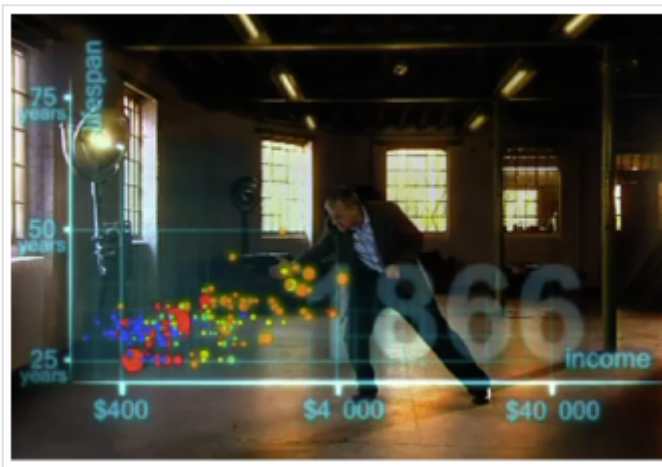 lifespan
75
years
50
years
25
years
1866
income
$400
$4 000
$40 000